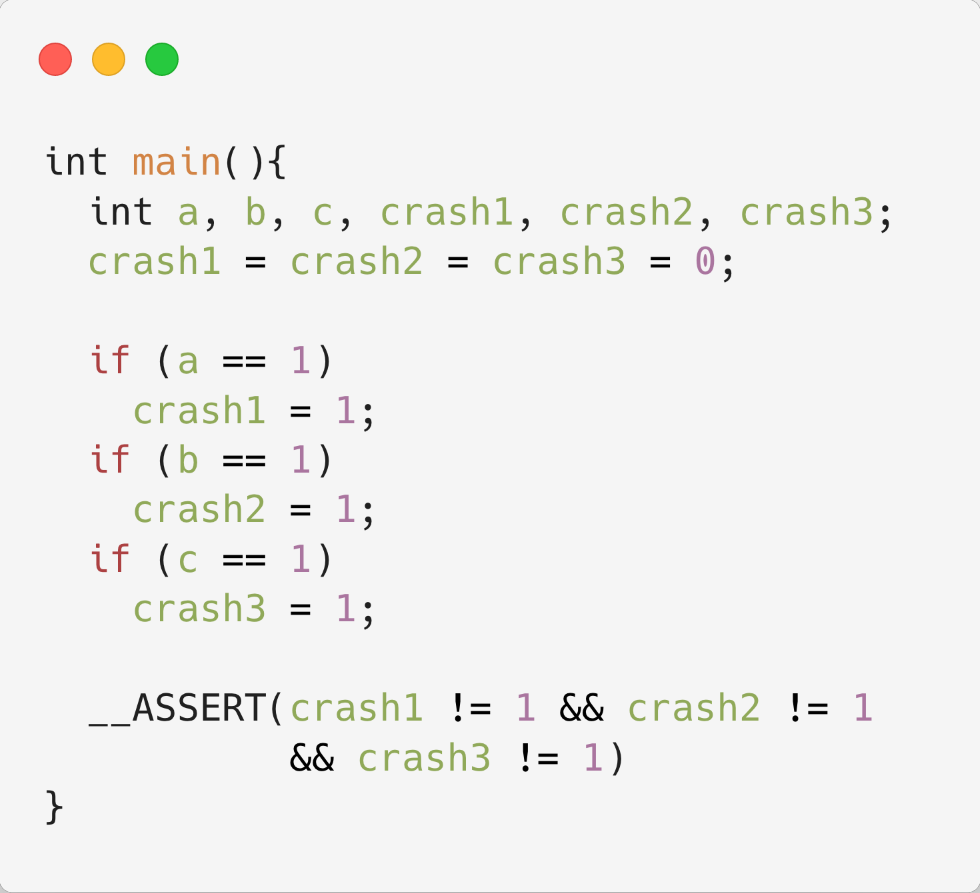 int main(){
  int a, b, c, crash1, crash2, crash3;
  crash1 = crash2 = crash3 = 0;

  if (a == 1)
    crash1 = 1;
  if (b == 1)
    crash2 = 1;
  if (c == 1)
    crash3 = 1;

  __ASSERT(crash1 != 1 && crash2 != 1
           && crash3 != 1)
}